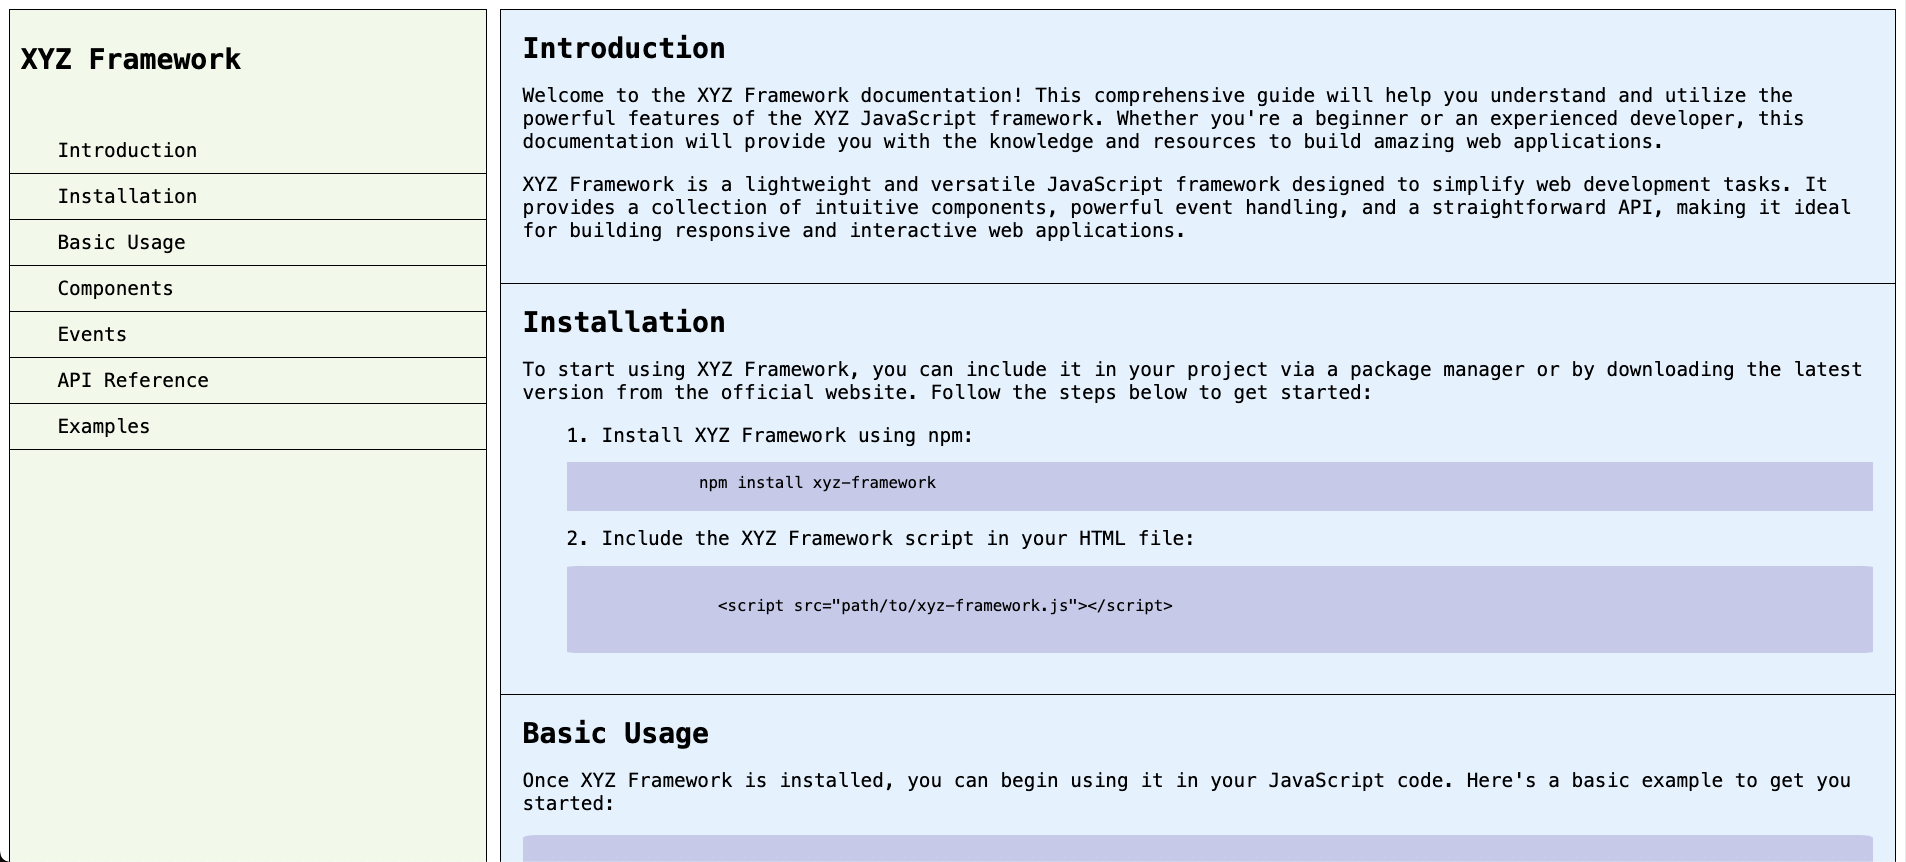 XYZ Framework
Introduction
Installation
Basic Usage
Components
Events
API Reference
Examples
Introduction
Welcome to the XYZ Framework documentation! This comprehensive guide will help you understand and utilize the
powerful features of the XYZ JavaScript framework. Whether you're a beginner or an experienced developer, this
documentation will provide you with the knowledge and resources to build amazing web applications.
XYZ Framework is a lightweight and versatile JavaScript framework designed to simplify web development tasks. It
provides a collection of intuitive components, powerful event handling, and a straightforward API, making it ideal
for building responsive and interactive web applications.
Installation
To start using XYZ Framework, you can include it in your project via a package manager or by downloading the latest
version from the official website. Follow the steps below to get started:
1. Install XYZ Framework using npm:
npm install xyz-framework
2. Include the XYZ Framework script in your HTML file:
<script src="path/to/xyz-framework.js"></script>
Basic Usage
Once XYZ Framework is installed, you can begin using it in your JavaScript code. Here's a basic example to get you
started: